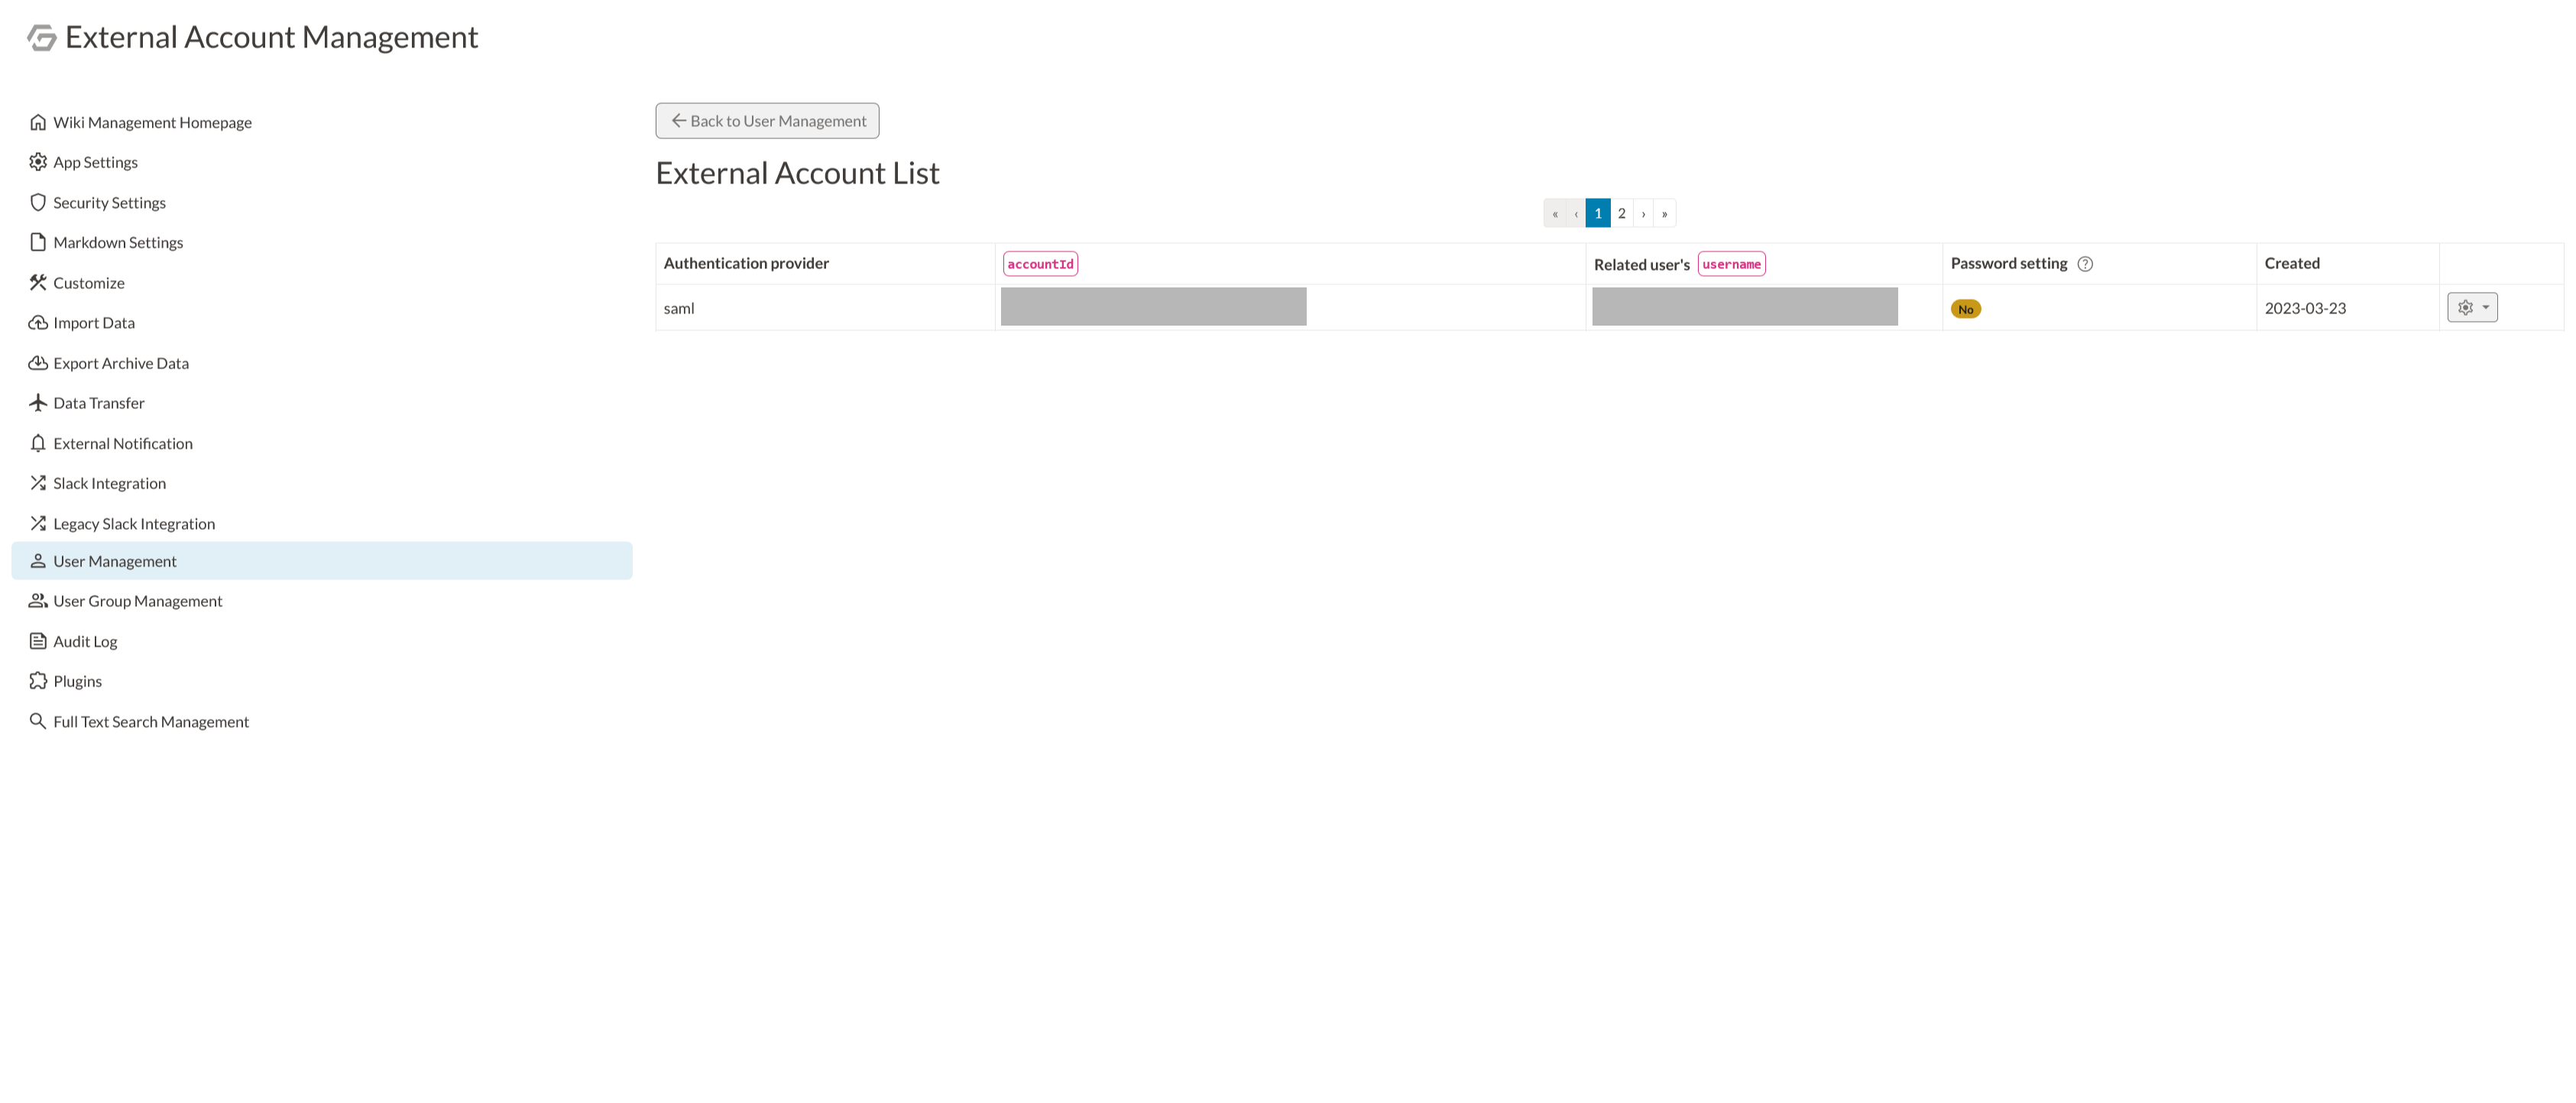 External Account Management
Wiki Management Homepage
App Settings
Security Settings
Markdown Settings
Customize
Import Data
Export Archive Data
Data Transfer
External Notification
Slack Integration
Legacy Slack Integration
User Management
User Group Management
Audit Log
Plugins
Full Text Search Management
Back to User Management
External Account List
« ‹ 1 2 › »
Authentication provider accountId Related user's username Password setting Created
saml No 2023-03-23